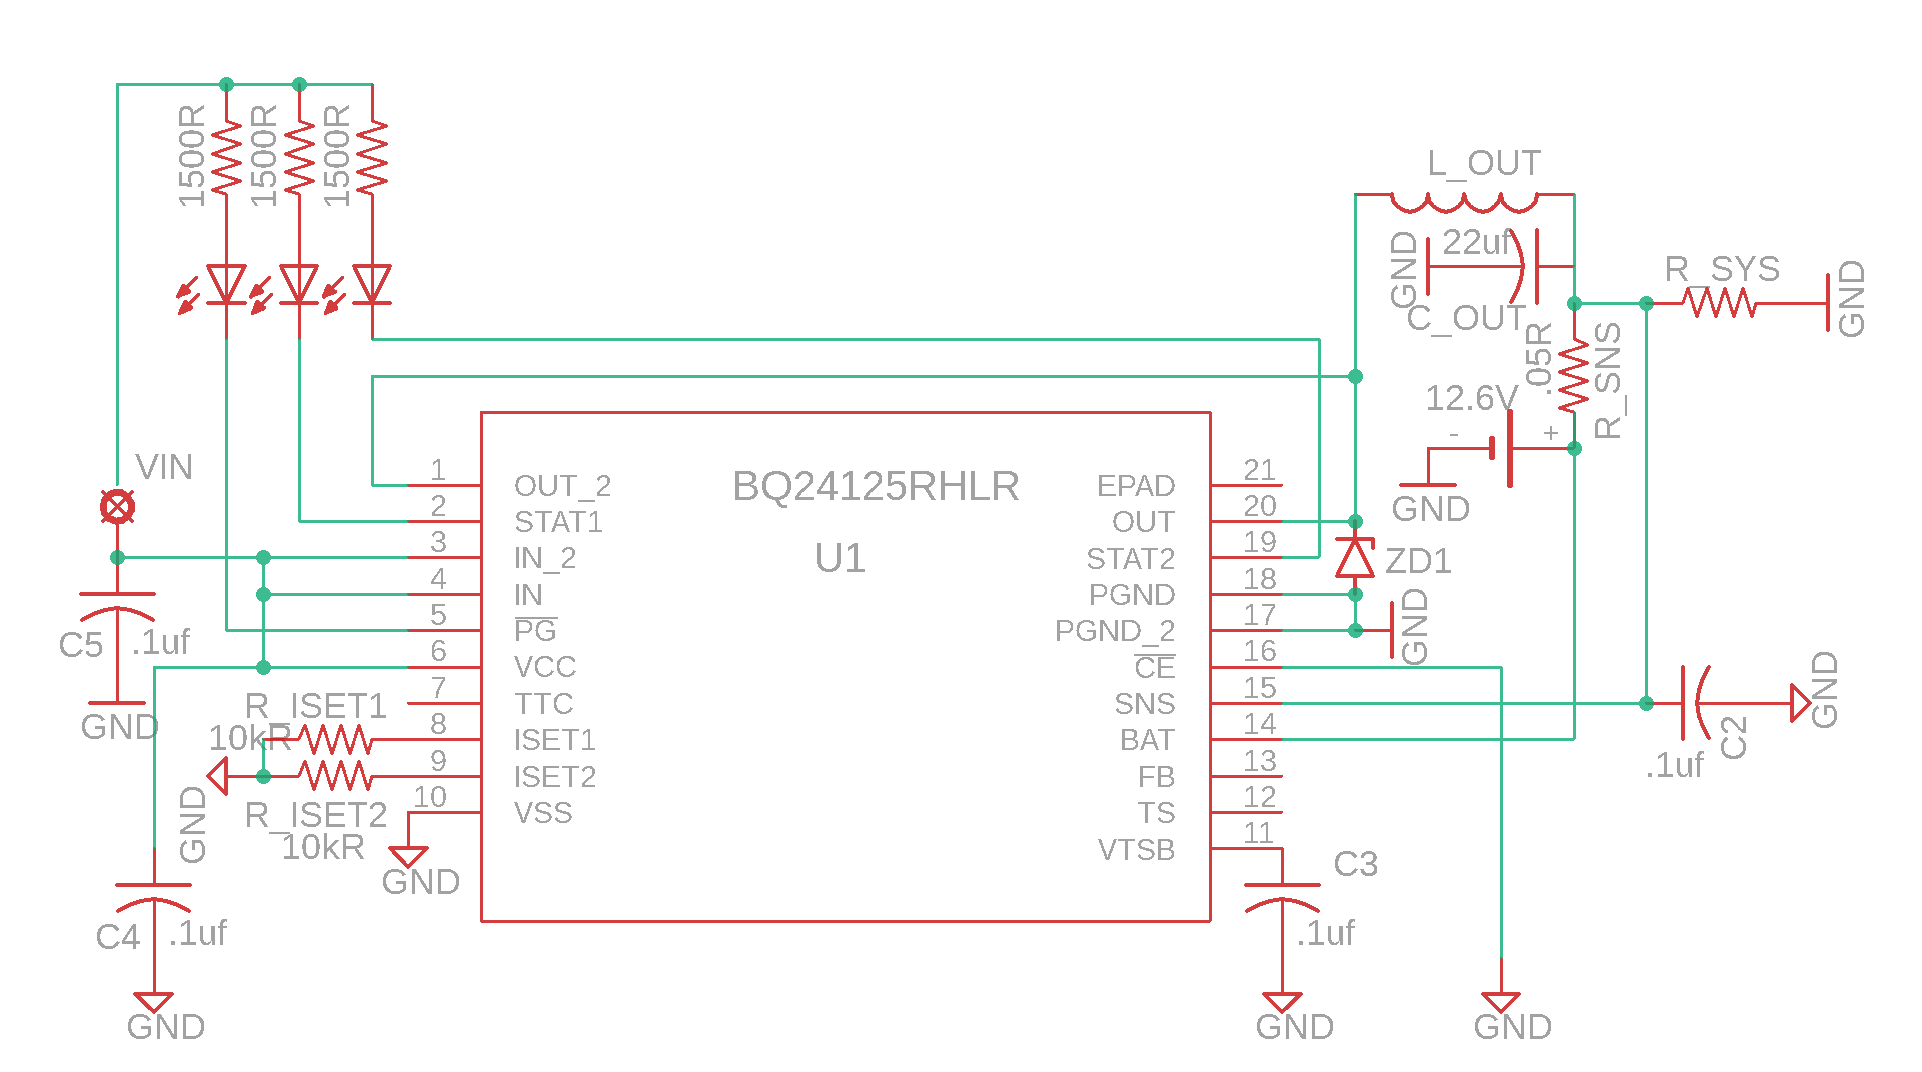 1500R
1500R
1500R
VIN
C5
.1uf
GND
R_ISET1
10kR
R_ISET2
10kR
GND
C4
.1uf
GND
GND
BQ24125RHLR
U1
1
OUT_2
2
STAT1
3
IN_2
4
IN
5
PG
6
VCC
7
TTC
8
ISET1
9
ISET2
10
VSS
21
EPAD
20
OUT
19
STAT2
18
PGND
17
PGND_2
16
CE
15
SNS
14
BAT
13
FB
12
TS
11
VTSB
L_OUT
22uf
GND
C_OUT
R_SYS
GND
.05R
R_SNS
12.6V
- +
GND
ZD1
GND
C2
.1uf
GND
C3
.1uf
GND
GND